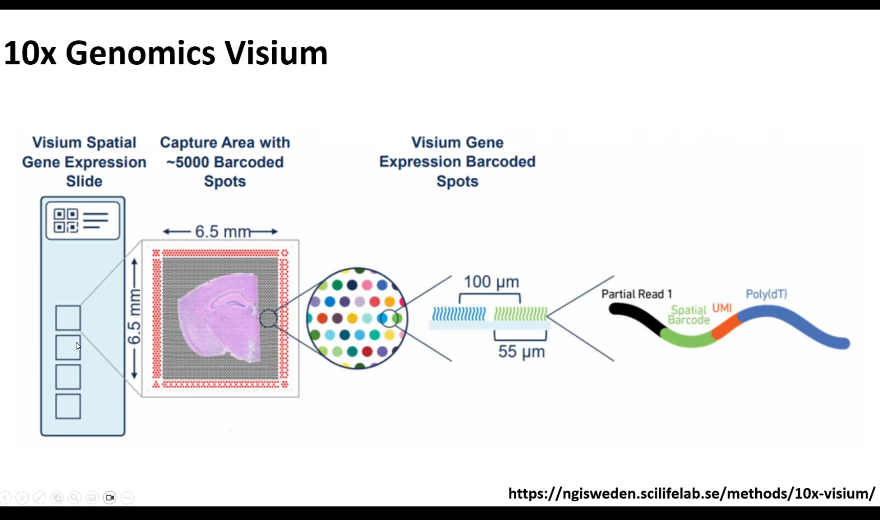 10x Genomics Visium
Visium Spatial
Gene Expression
Slide
Capture Area with
~5000 Barcoded
Spots
Visium Gene
Expression Barcoded
Spots
6.5 mm
6.5 mm
100 µm
55 µm
Partial Read 1
Spatial
Barcode
UMI
Poly(dT)
https://ngisweden.scilifelab.se/methods/10x-visium/